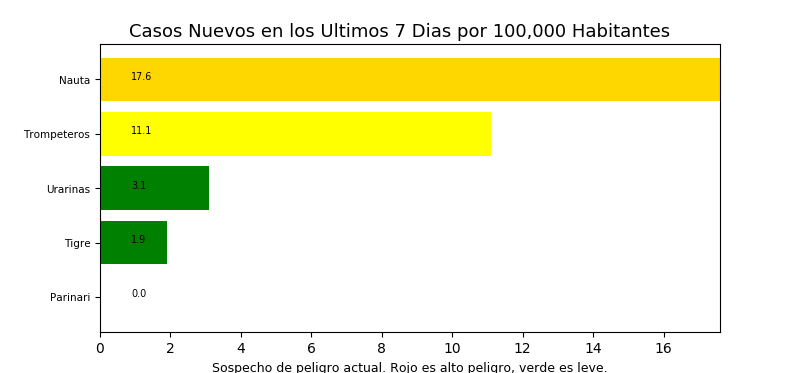 Casos Nuevos en los Ultimos 7 Dias por 100,000 Habitantes
Nauta 17.6
Trompeteros 11.1
Urarinas 3.1
Tigre 1.9
Parinari 0.0
0 2 4 6 8 10 12 14 16
Sospecho de peligro actual. Rojo es alto peligro, verde es leve.